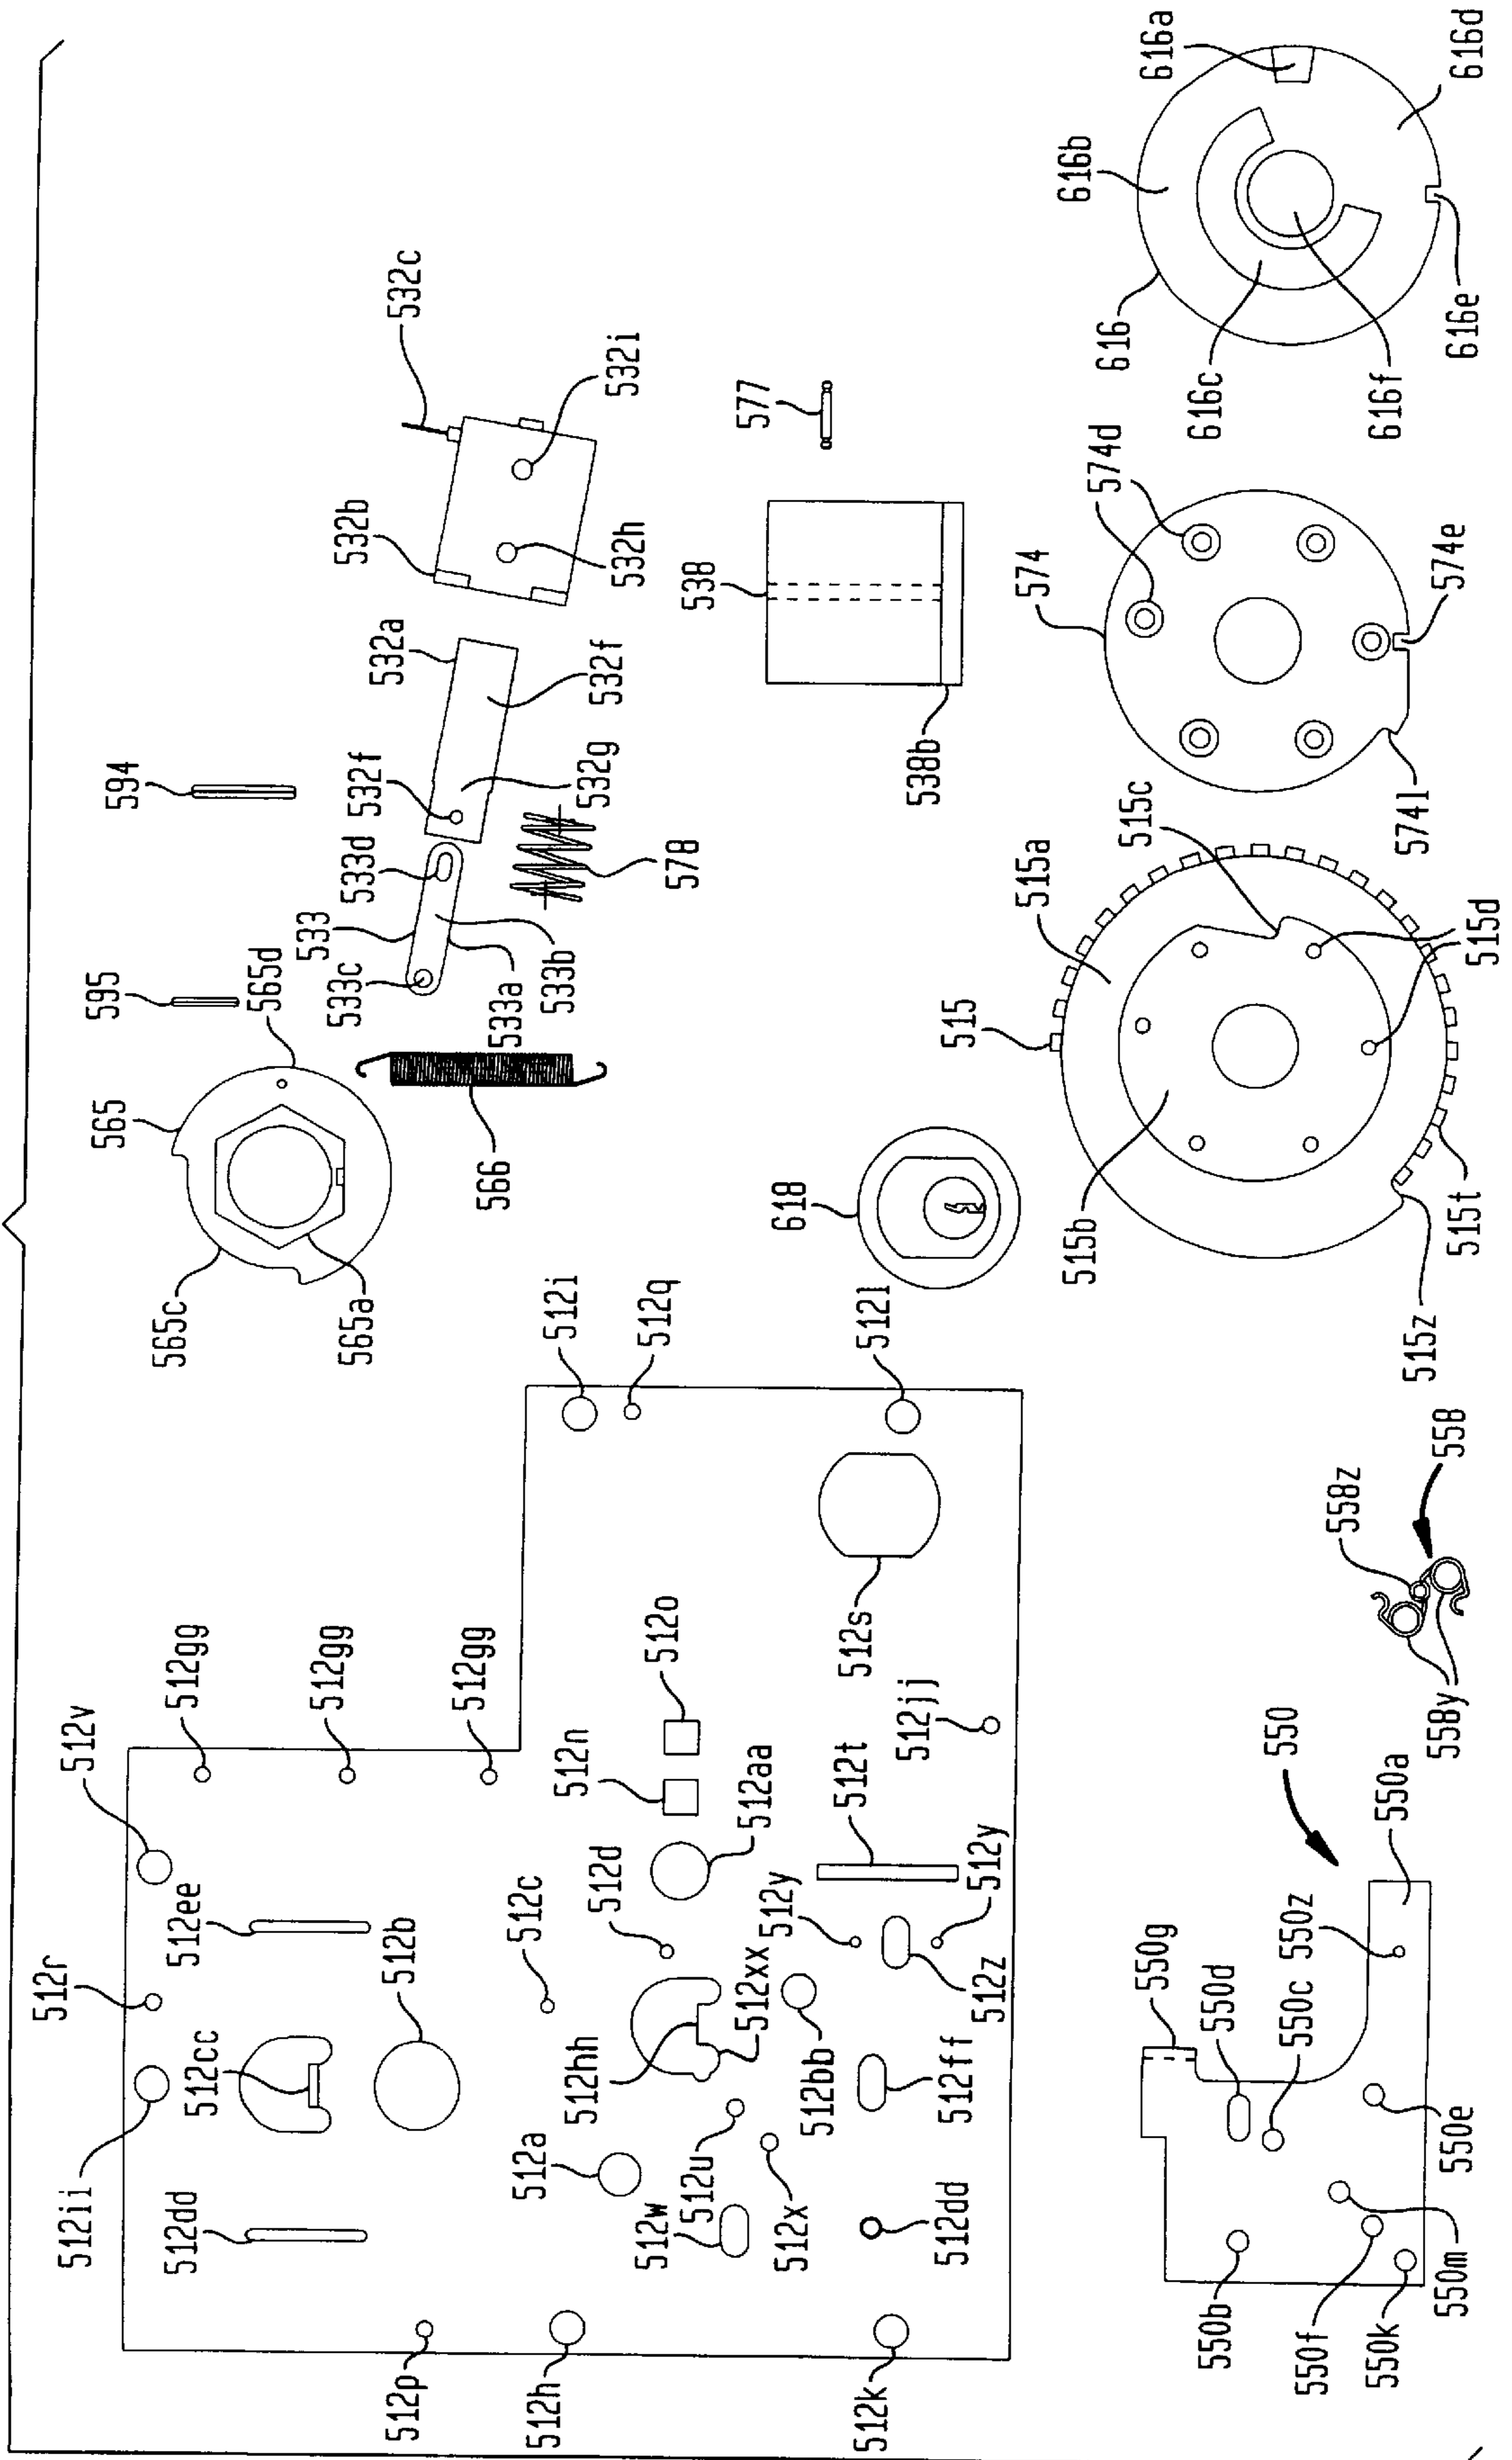 594
595
565
565d
565c
565a
566
533
533c
533a
533b
533d
532f
532g
578
532a
532f
532b
532h
532c
532i
538
538b
577
618
512ii
512r
512v
512dd
512cc
512ee
512b
512gg
512gg
512gg
512p
512h
512k
512a
512w
512u
512x
512dd
512hh
512c
512d
512xx
512bb
512ff
512n
512o
512aa
512y
512t
512z
512y
512jj
512s
512i
512q
512l
515
515a
515b
515c
515d
515t
515z
574
574d
574e
574l
616
616a
616b
616c
616d
616e
616f
550
550g
550d
550c
550z
550a
550b
550f
550k
550m
550e
558
558z
558y